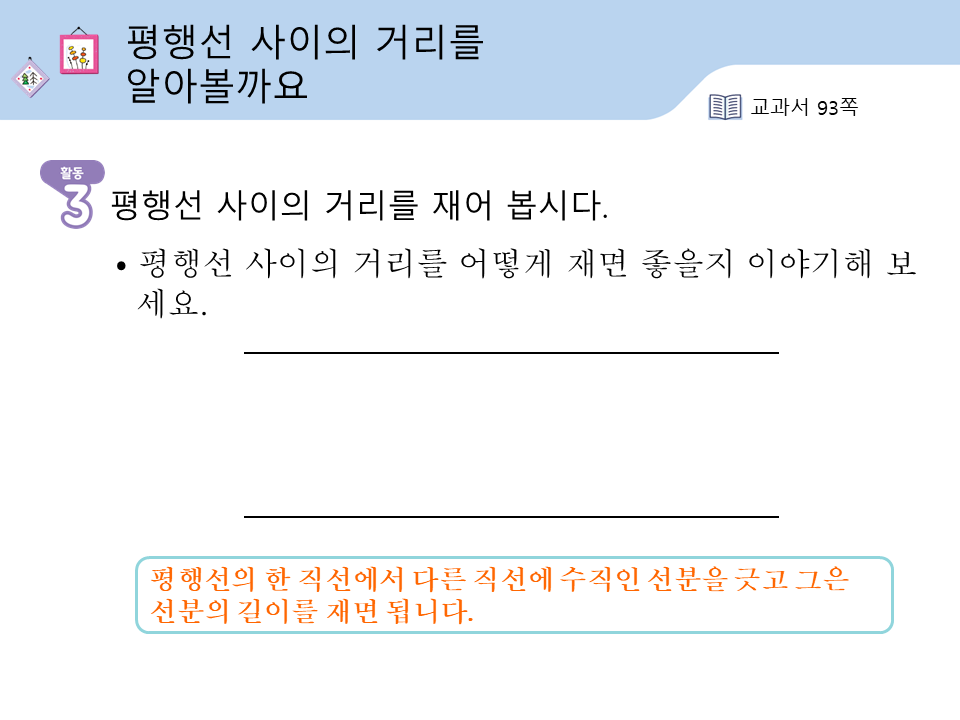 평행선 사이의 거리를
알아볼까요
교과서 93쪽
활동
3 평행선 사이의 거리를 재어 봅시다.
• 평행선 사이의 거리를 어떻게 재면 좋을지 이야기해 보
세요.
평행선의 한 직선에서 다른 직선에 수직인 선분을 긋고 그은
선분의 길이를 재면 됩니다.